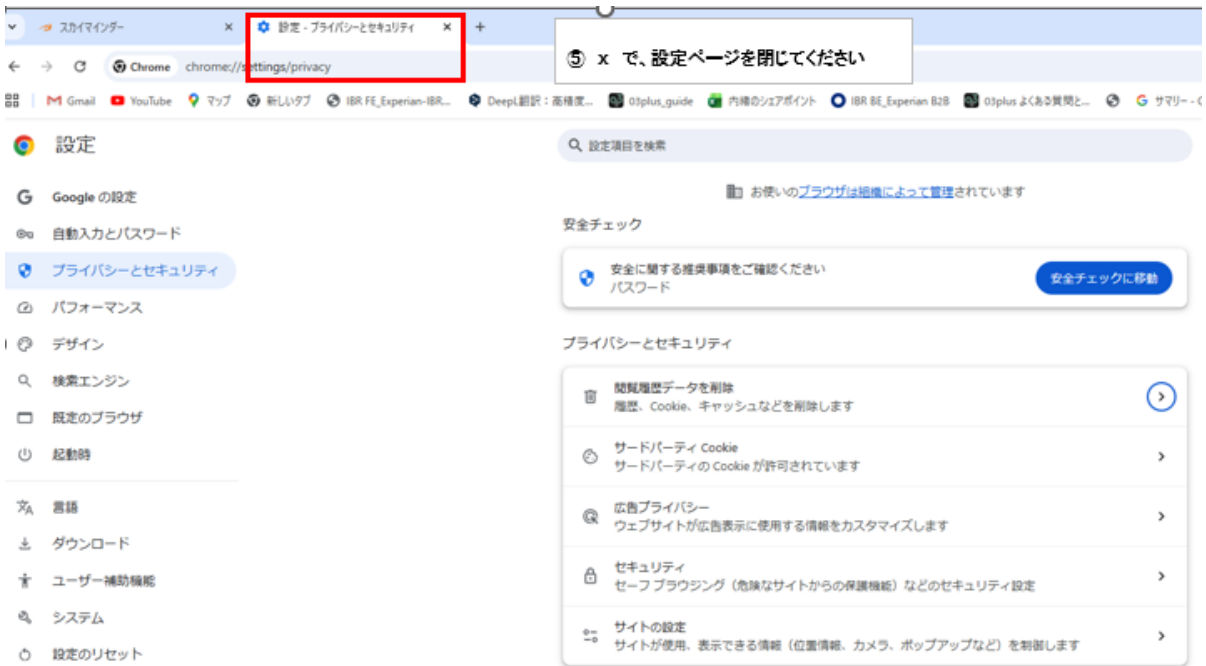 スカイマインダー
設定 - プライバシーとセキュリティ
⑤ x で、設定ページを閉じてください
Chrome chrome://settings/privacy
Gmail YouTube マップ 新しいタブ IBR FE_Experian-IBR... DeepL翻訳：高精度... 03plus_guide 内線のシェアポイント IBR BE_Experian B2B 03plus よくある質問と... サマリー -
設定
設定項目を検索
お使いのブラウザは組織によって管理されています
Google の設定
自動入力とパスワード
プライバシーとセキュリティ
パフォーマンス
デザイン
検索エンジン
既定のブラウザ
起動時
言語
ダウンロード
ユーザー補助機能
システム
設定のリセット
安全チェック
安全に関する推奨事項をご確認ください
パスワード
安全チェックに移動
プライバシーとセキュリティ
閲覧履歴データを削除
履歴、Cookie、キャッシュなどを削除します
サードパーティ Cookie
サードパーティの Cookie が許可されています
広告プライバシー
ウェブサイトが広告表示に使用する情報をカスタマイズします
セキュリティ
セーフ ブラウジング（危険なサイトからの保護機能）などのセキュリティ設定
サイトの設定
サイトが使用、表示できる情報（位置情報、カメラ、ポップアップなど）を制御します